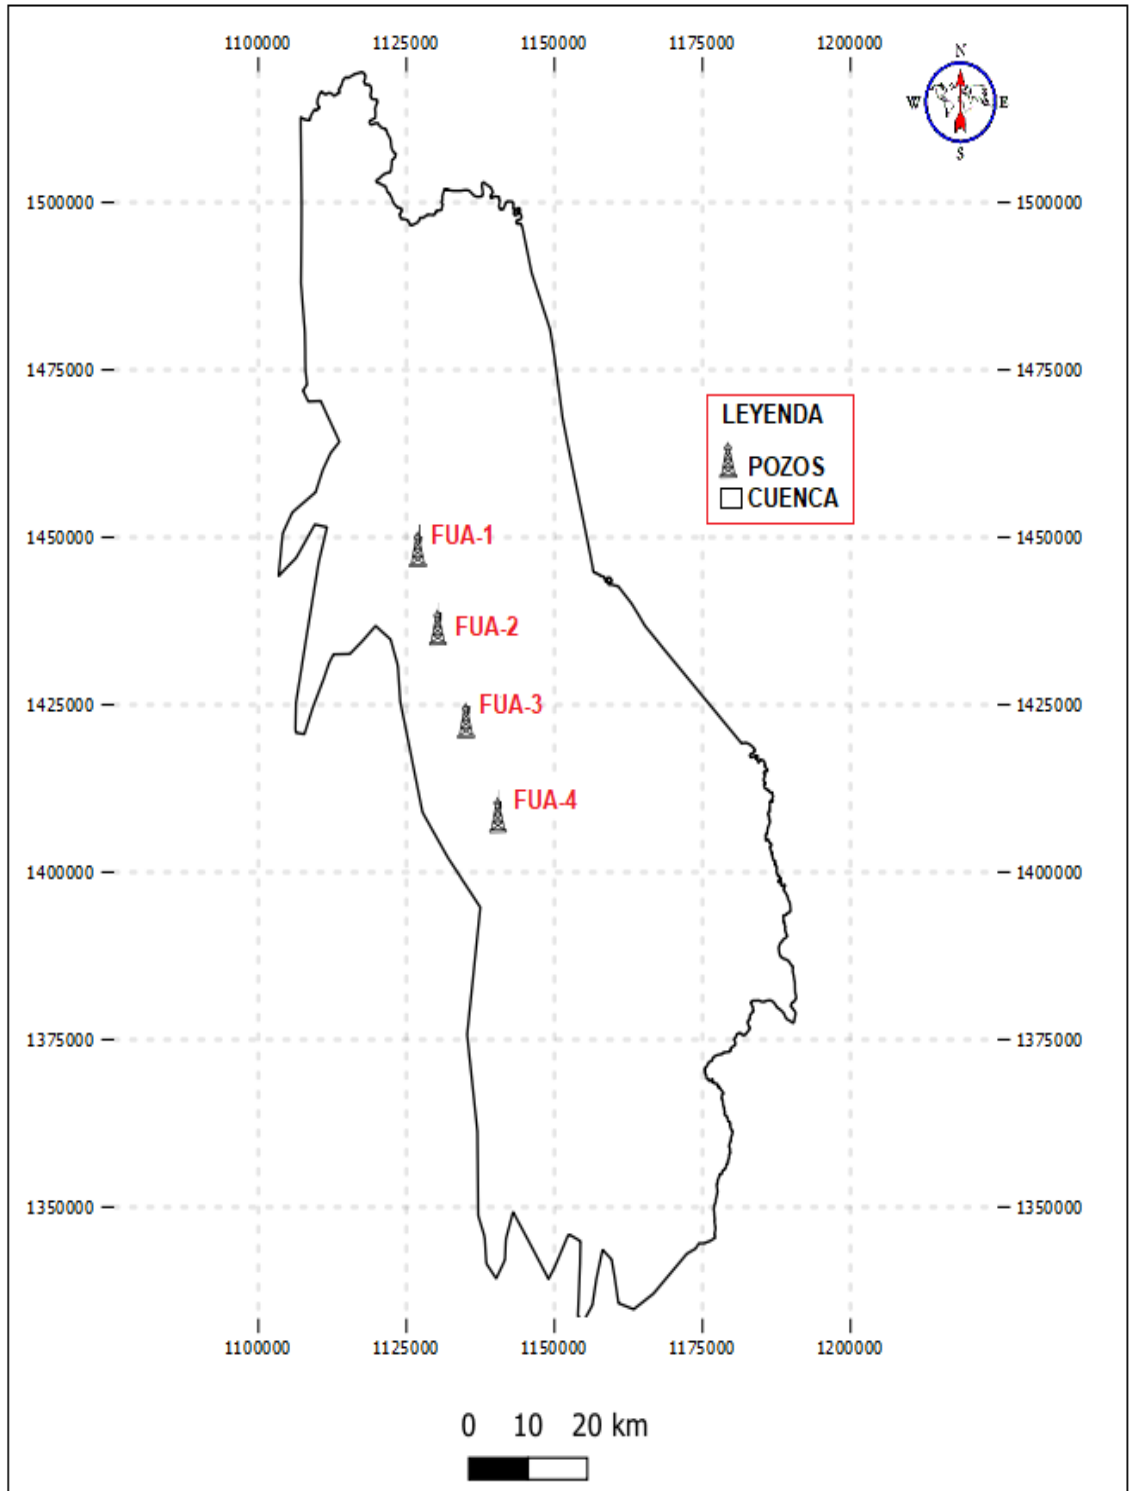 1100000 1125000 1150000 1175000 1200000
N
W E
S
1500000 1500000
1475000 1475000
LEYENDA
POZOS
CUENCA
1450000 FUA-1 1450000
FUA-2
1425000 FUA-3 1425000
FUA-4
1400000 1400000
1375000 1375000
1350000 1350000
1100000 1125000 1150000 1175000 1200000
0 10 20 km